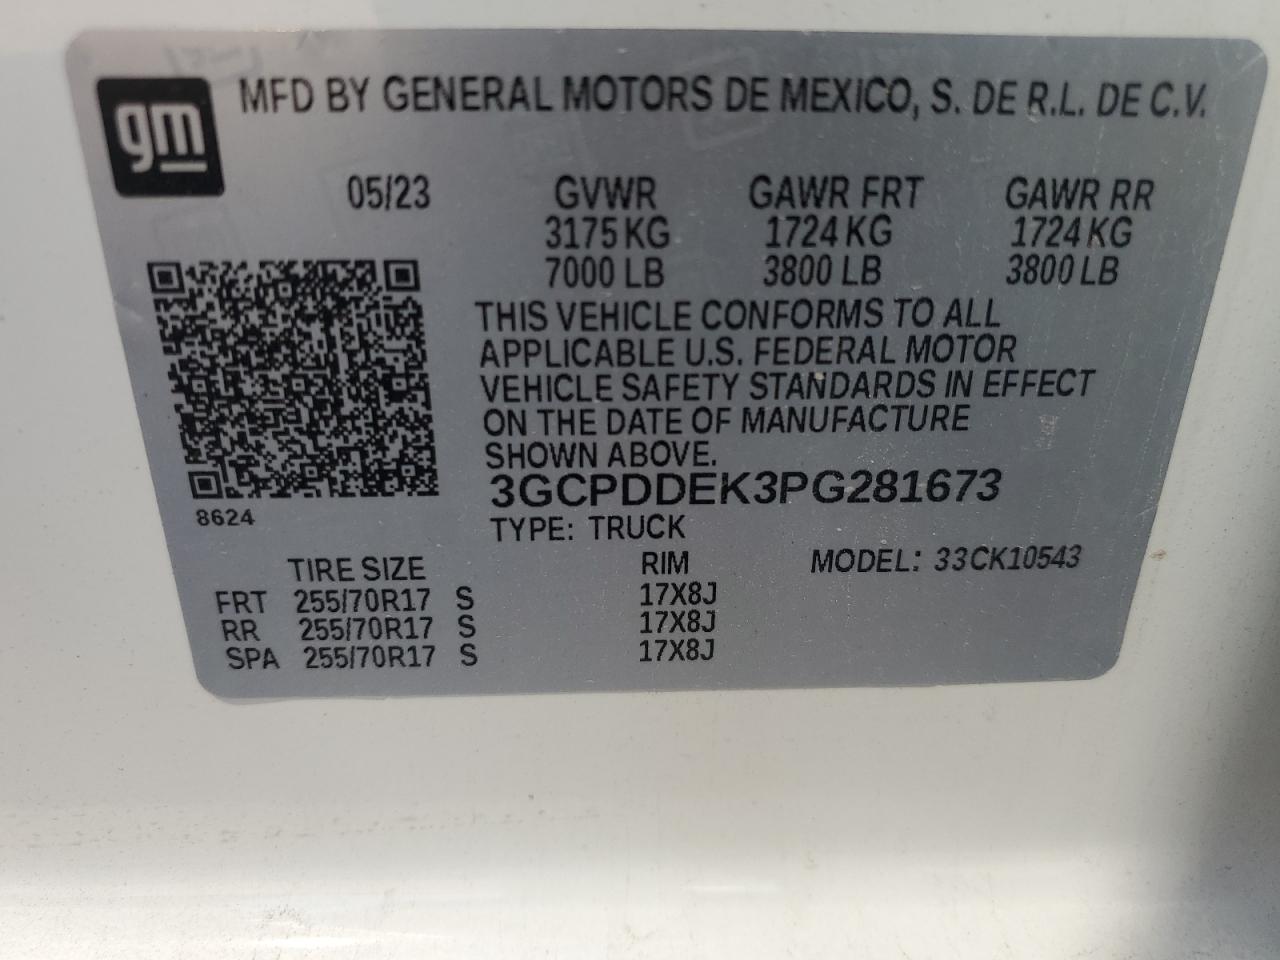 gm
MFD BY GENERAL MOTORS DE MEXICO, S. DE R.L. DE C.V.
05/23 GVWR GAWR FRT GAWR RR
3175 KG 1724 KG 1724 KG
7000 LB 3800 LB 3800 LB
THIS VEHICLE CONFORMS TO ALL
APPLICABLE U.S. FEDERAL MOTOR
VEHICLE SAFETY STANDARDS IN EFFECT
ON THE DATE OF MANUFACTURE
SHOWN ABOVE.
3GCPDDEK3PG281673
8624
TYPE: TRUCK
TIRE SIZE RIM MODEL: 33CK10543
FRT 255/70R17 S 17X8J
RR 255/70R17 S 17X8J
SPA 255/70R17 S 17X8J